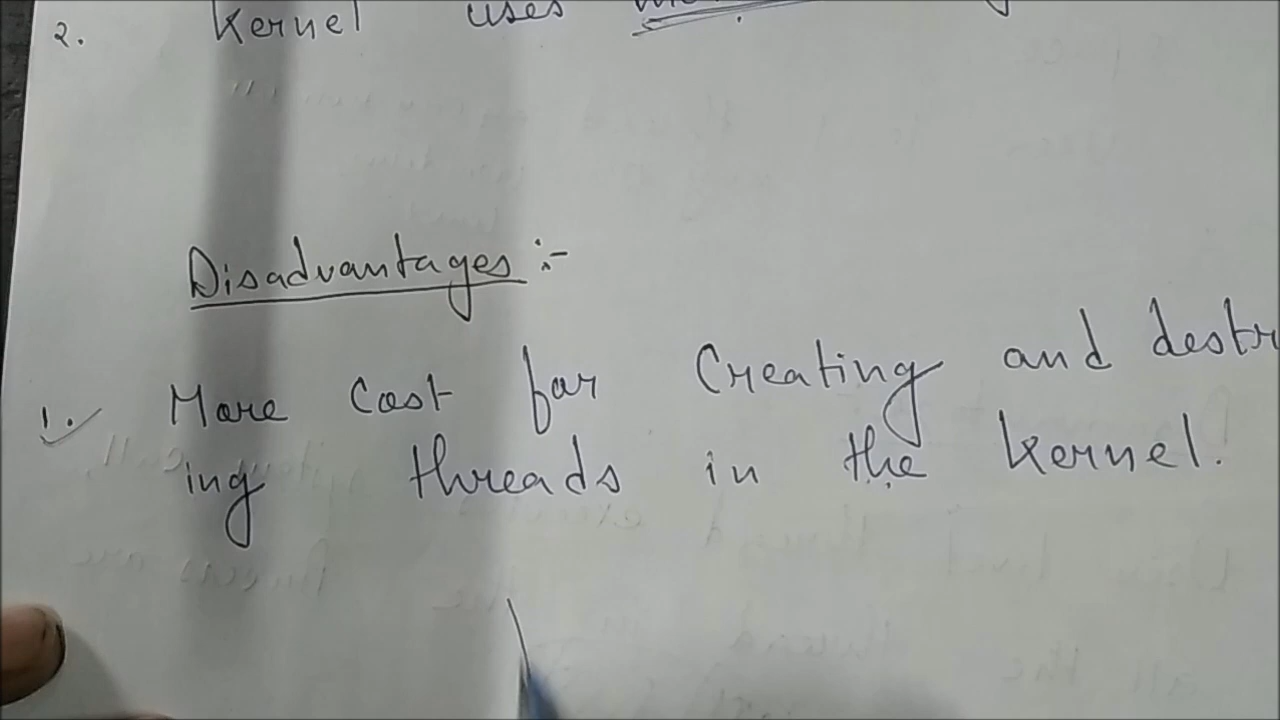 2. Kernel uses
Disadvantages :-
1. More cost for creating and destr
ing threads in the kernel.